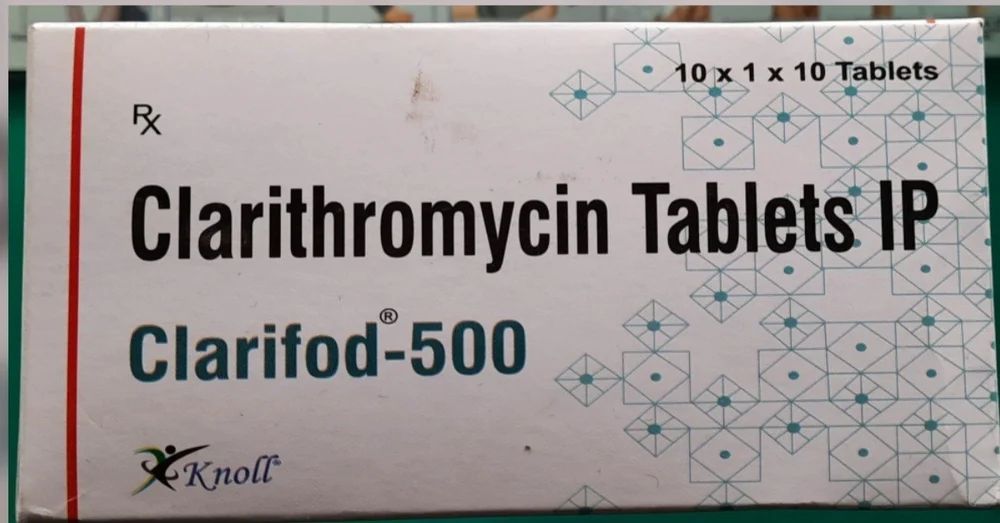 10 x 1 x 10 Tablets
Rx
Clarithromycin Tablets IP
Clarifod®-500
Knoll®